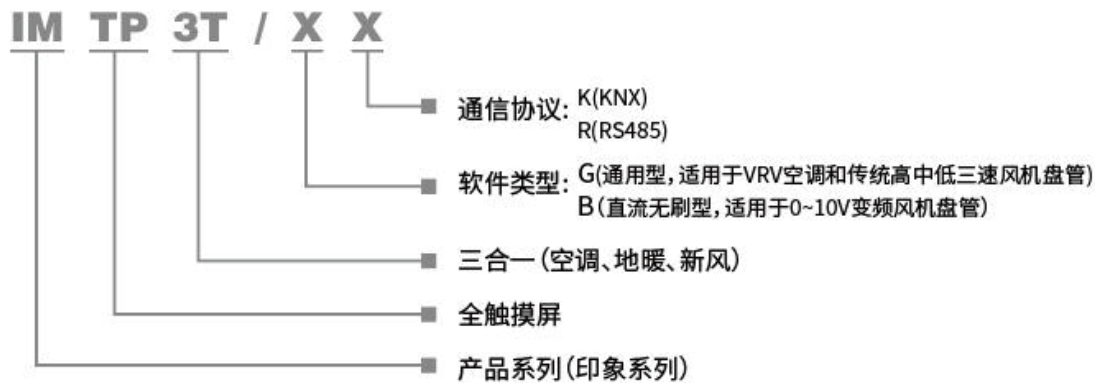 IM TP 3T / X X
通信协议: K(KNX)
R(RS485)
软件类型: G(通用型,适用于VRV空调和传统高中低三速风机盘管)
B(直流无刷型,适用于0~10V变频风机盘管)
三合一(空调、地暖、新风)
全触摸屏
产品系列(印象系列)